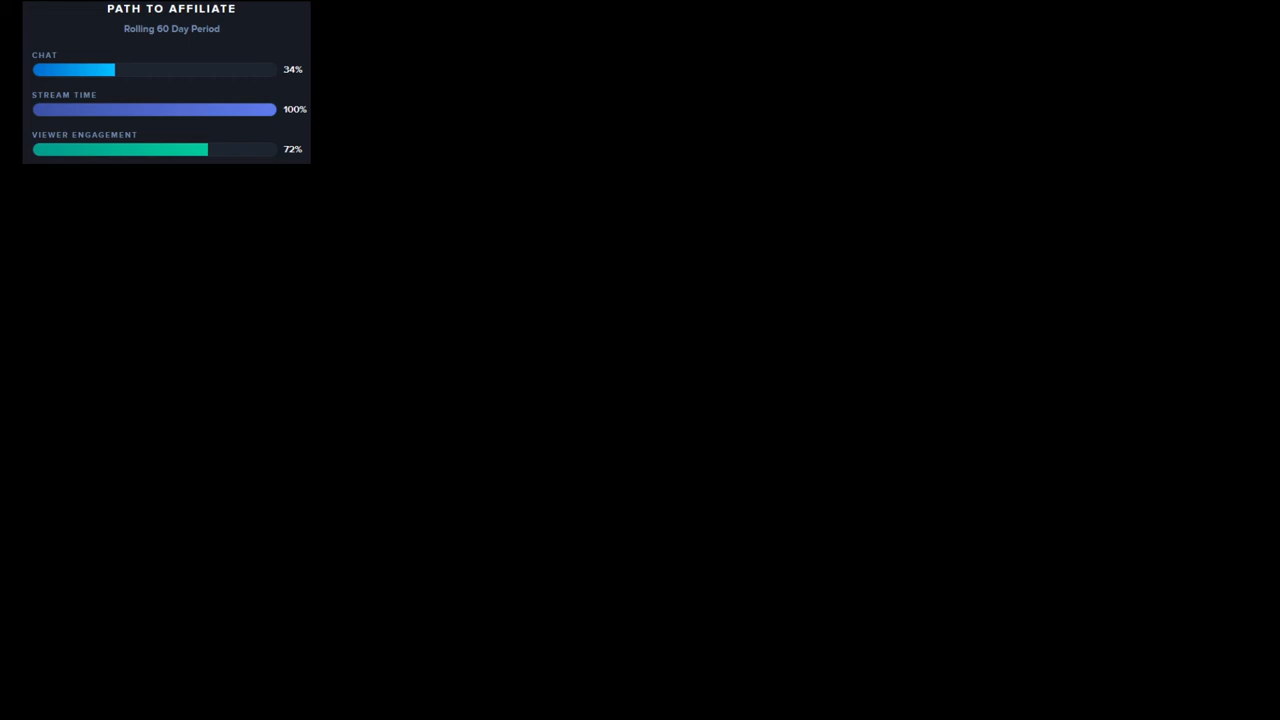 PATH TO AFFILIATE
Rolling 60 Day Period
CHAT
34%
STREAM TIME
100%
VIEWER ENGAGEMENT
72%